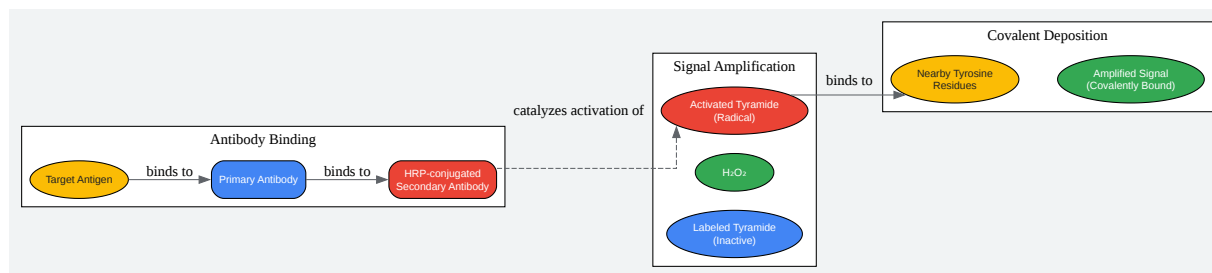 Covalent Deposition
Nearby Tyrosine
Residues
Amplified Signal
(Covalently Bound)
Signal Amplification
binds to
Activated Tyramide
(Radical)
catalyzes activation of
Antibody Binding
Target Antigen
binds to
Primary Antibody
binds to
HRP-conjugated
Secondary Antibody
H₂O₂
Labeled Tyramide
(Inactive)